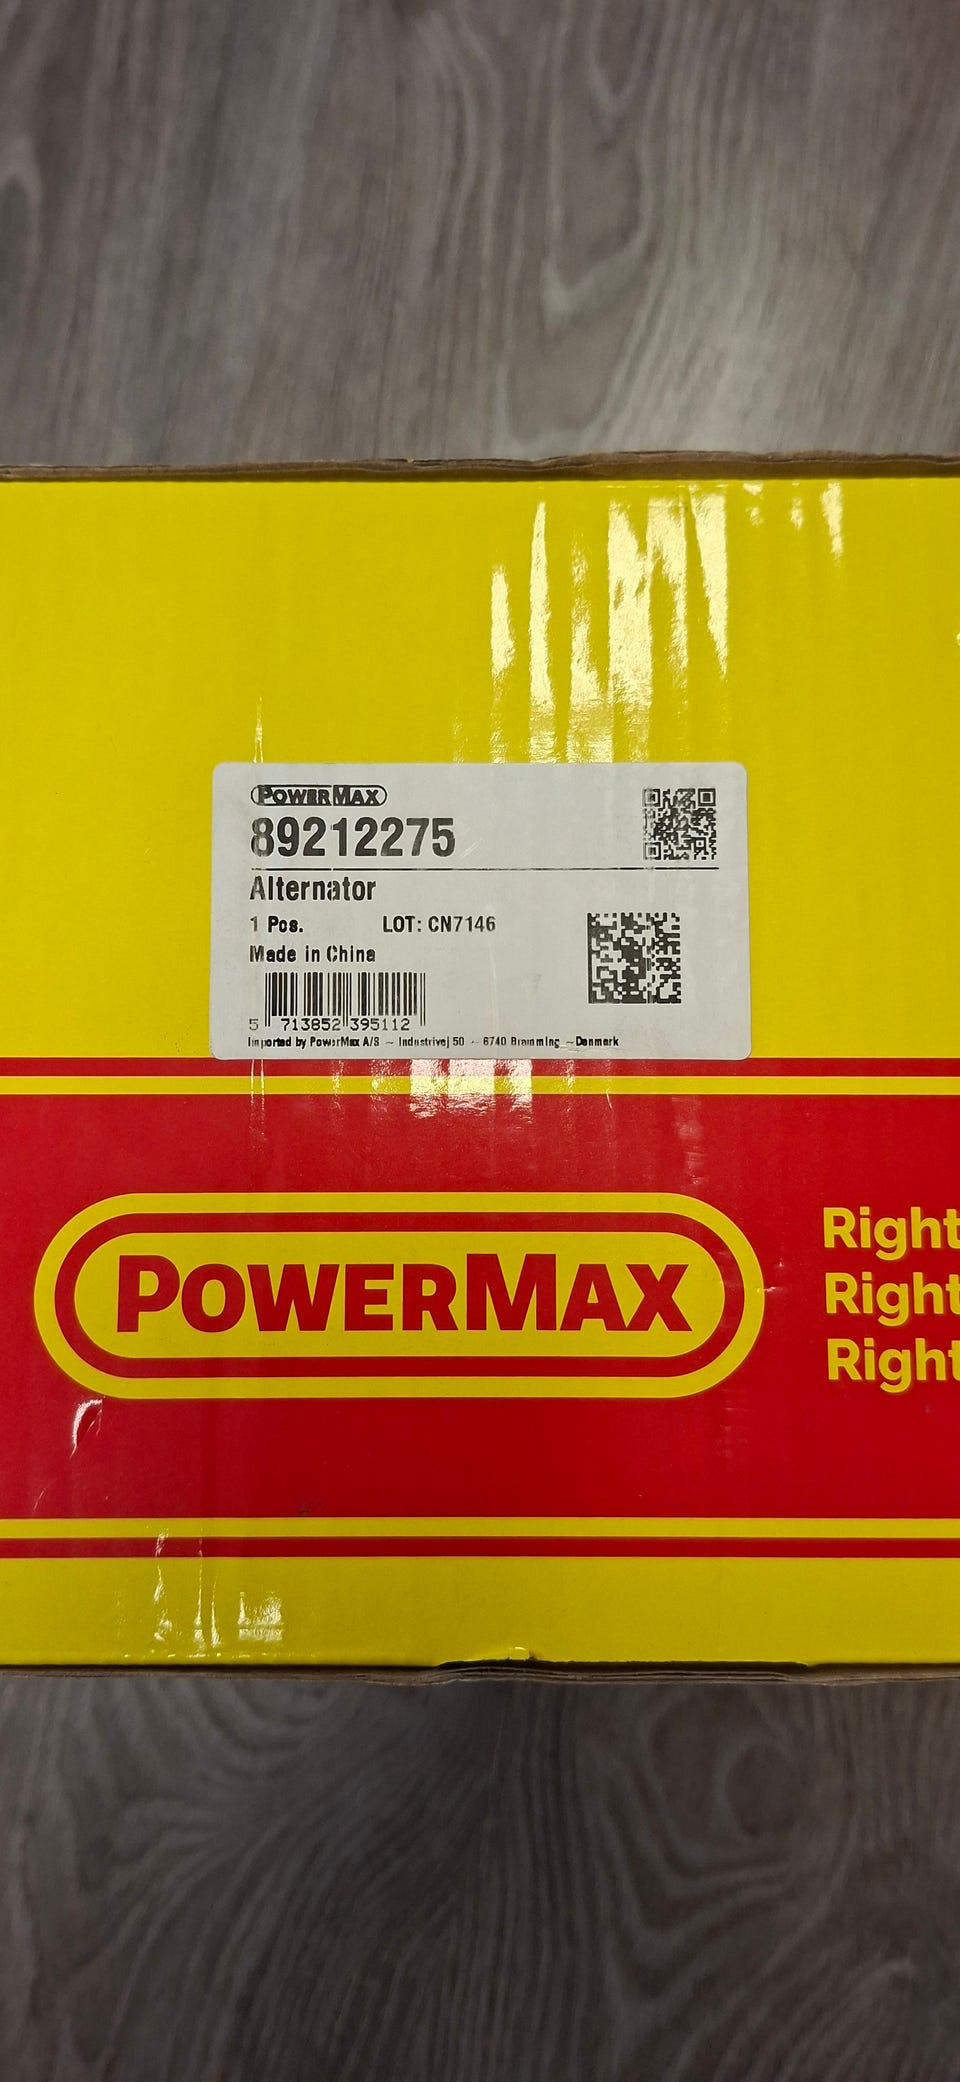 POWERMAX
89212275
Alternator
1 Pcs. LOT: CN7146
Made in China
5 713852 395112
Imported by PowerMax A/S ~ Industrivej 50 ~ 6740 Bramming ~ Danmark
POWERMAX
Right
Right
Right